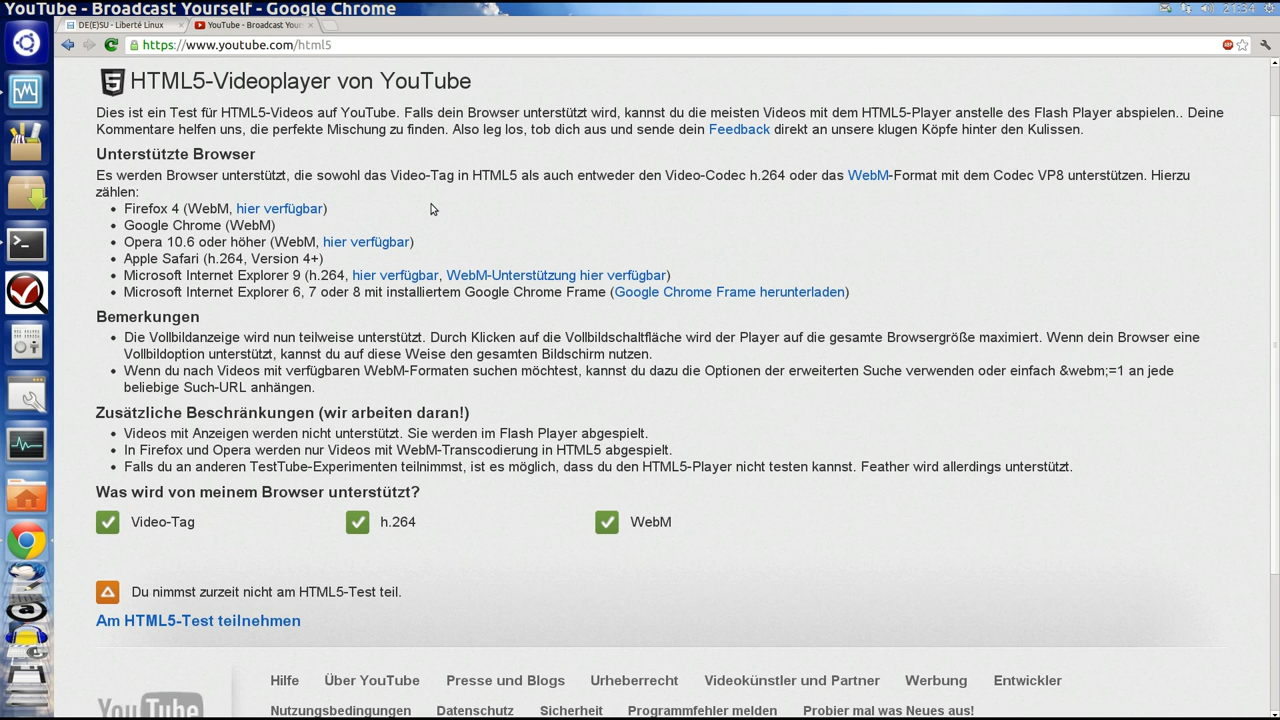 YouTube - Broadcast Yourself - Google Chrome
21:34
DE(E)SU - Liberté Linux
YouTube - Broadcast Your
https://www.youtube.com/html5
HTML5-Videoplayer von YouTube
Dies ist ein Test für HTML5-Videos auf YouTube. Falls dein Browser unterstützt wird, kannst du die meisten Videos mit dem HTML5-Player anstelle des Flash Player abspielen.. Deine
Kommentare helfen uns, die perfekte Mischung zu finden. Also leg los, tob dich aus und sende dein Feedback direkt an unsere klugen Köpfe hinter den Kulissen.
Unterstützte Browser
Es werden Browser unterstützt, die sowohl das Video-Tag in HTML5 als auch entweder den Video-Codec h.264 oder das WebM-Format mit dem Codec VP8 unterstützen. Hierzu
zählen:
• Firefox 4 (WebM, hier verfügbar)
• Google Chrome (WebM)
• Opera 10.6 oder höher (WebM, hier verfügbar)
• Apple Safari (h.264, Version 4+)
• Microsoft Internet Explorer 9 (h.264, hier verfügbar, WebM-Unterstützung hier verfügbar)
• Microsoft Internet Explorer 6, 7 oder 8 mit installiertem Google Chrome Frame (Google Chrome Frame herunterladen)
Bemerkungen
• Die Vollbildanzeige wird nun teilweise unterstützt. Durch Klicken auf die Vollbildschaltfläche wird der Player auf die gesamte Browsergröße maximiert. Wenn dein Browser eine
Vollbildoption unterstützt, kannst du auf diese Weise den gesamten Bildschirm nutzen.
• Wenn du nach Videos mit verfügbaren WebM-Formaten suchen möchtest, kannst du dazu die Optionen der erweiterten Suche verwenden oder einfach &webm;=1 an jede
beliebige Such-URL anhängen.
Zusätzliche Beschränkungen (wir arbeiten daran!)
• Videos mit Anzeigen werden nicht unterstützt. Sie werden im Flash Player abgespielt.
• In Firefox und Opera werden nur Videos mit WebM-Transcodierung in HTML5 abgespielt.
• Falls du an anderen TestTube-Experimenten teilnimmst, ist es möglich, dass du den HTML5-Player nicht testen kannst. Feather wird allerdings unterstützt.
Was wird von meinem Browser unterstützt?
Video-Tag h.264 WebM
Du nimmst zurzeit nicht am HTML5-Test teil.
Am HTML5-Test teilnehmen
Hilfe Über YouTube Presse und Blogs Urheberrecht Videokünstler und Partner Werbung Entwickler
YouTube
Nutzungsbedingungen Datenschutz Sicherheit Programmfehler melden Probier mal was Neues aus!